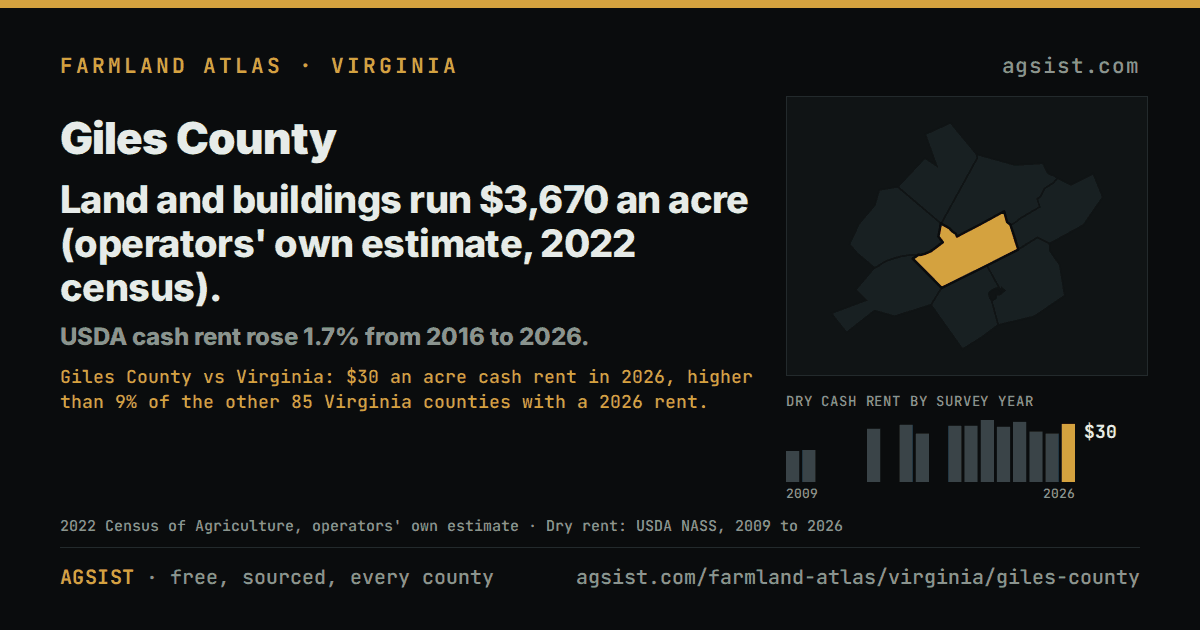 FARMLAND ATLAS · VIRGINIA
agsist.com
Giles County
Land and buildings run $3,670 an acre
(operators' own estimate, 2022
census).
USDA cash rent rose 1.7% from 2016 to 2026.
Giles County vs Virginia: $30 an acre cash rent in 2026, higher
than 9% of the other 85 Virginia counties with a 2026 rent.
DRY CASH RENT BY SURVEY YEAR
$30
2009
2026
2022 Census of Agriculture, operators' own estimate · Dry rent: USDA NASS, 2009 to 2026
AGSIST · free, sourced, every county
agsist.com/farmland-atlas/virginia/giles-county